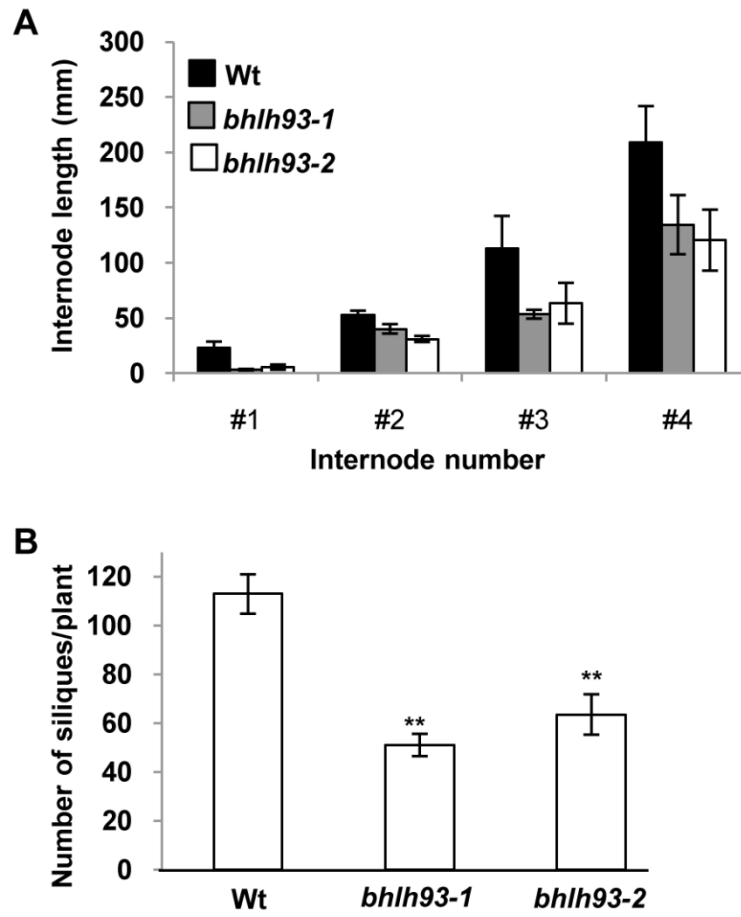 A
Internode length (mm)
300
250
200
150
100
50
0
Wt
bhlh93-1
bhlh93-2
#1 #2 #3 #4
Internode number
B
Number of siliques/plant
120
100
80
60
40
20
0
**
**
Wt bhlh93-1 bhlh93-2